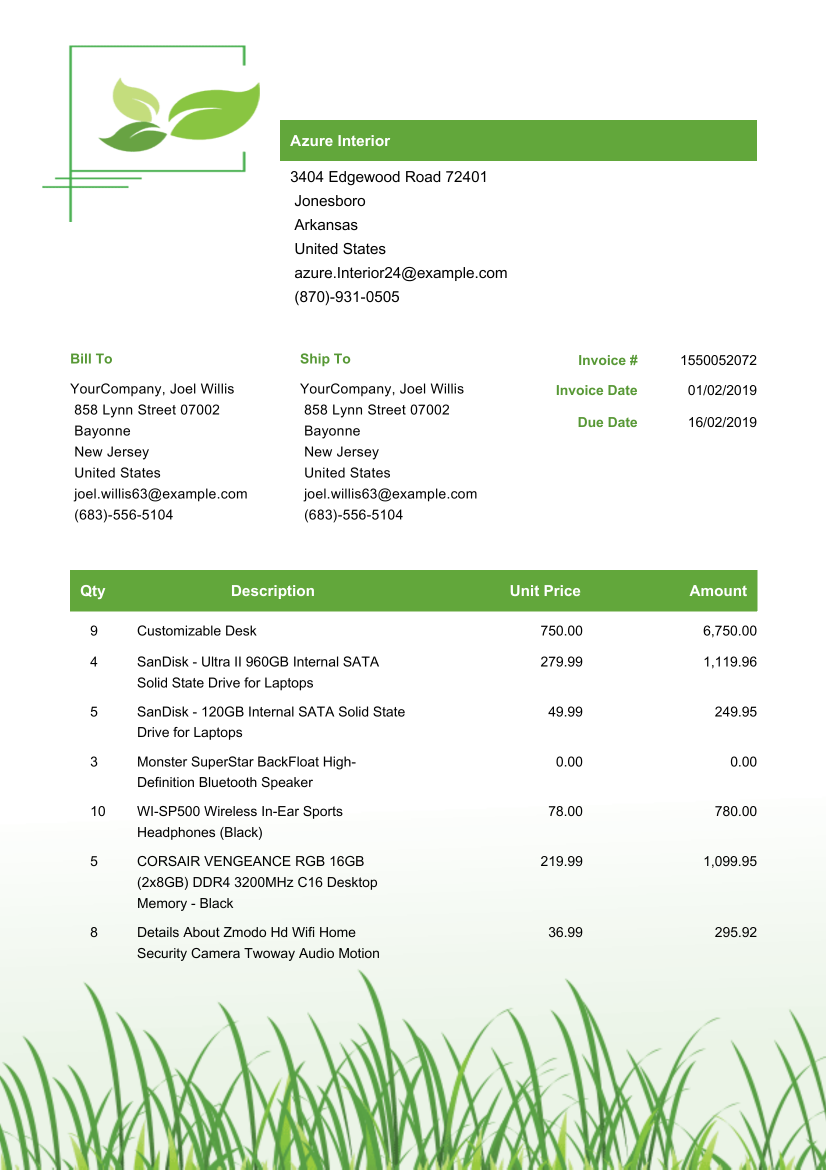 Azure Interior
3404 Edgewood Road 72401
Jonesboro
Arkansas
United States
azure.Interior24@example.com
(870)-931-0505
Bill To
YourCompany, Joel Willis
858 Lynn Street 07002
Bayonne
New Jersey
United States
joel.willis63@example.com
(683)-556-5104
Ship To
YourCompany, Joel Willis
858 Lynn Street 07002
Bayonne
New Jersey
United States
joel.willis63@example.com
(683)-556-5104
Invoice # 1550052072
Invoice Date 01/02/2019
Due Date 16/02/2019
Qty Description Unit Price Amount
9 Customizable Desk 750.00 6,750.00
4 SanDisk - Ultra II 960GB Internal SATA 279.99 1,119.96
Solid State Drive for Laptops
5 SanDisk - 120GB Internal SATA Solid State 49.99 249.95
Drive for Laptops
3 Monster SuperStar BackFloat High- 0.00 0.00
Definition Bluetooth Speaker
10 WI-SP500 Wireless In-Ear Sports 78.00 780.00
Headphones (Black)
5 CORSAIR VENGEANCE RGB 16GB 219.99 1,099.95
(2x8GB) DDR4 3200MHz C16 Desktop
Memory - Black
8 Details About Zmodo Hd Wifi Home 36.99 295.92
Security Camera Twoway Audio Motion